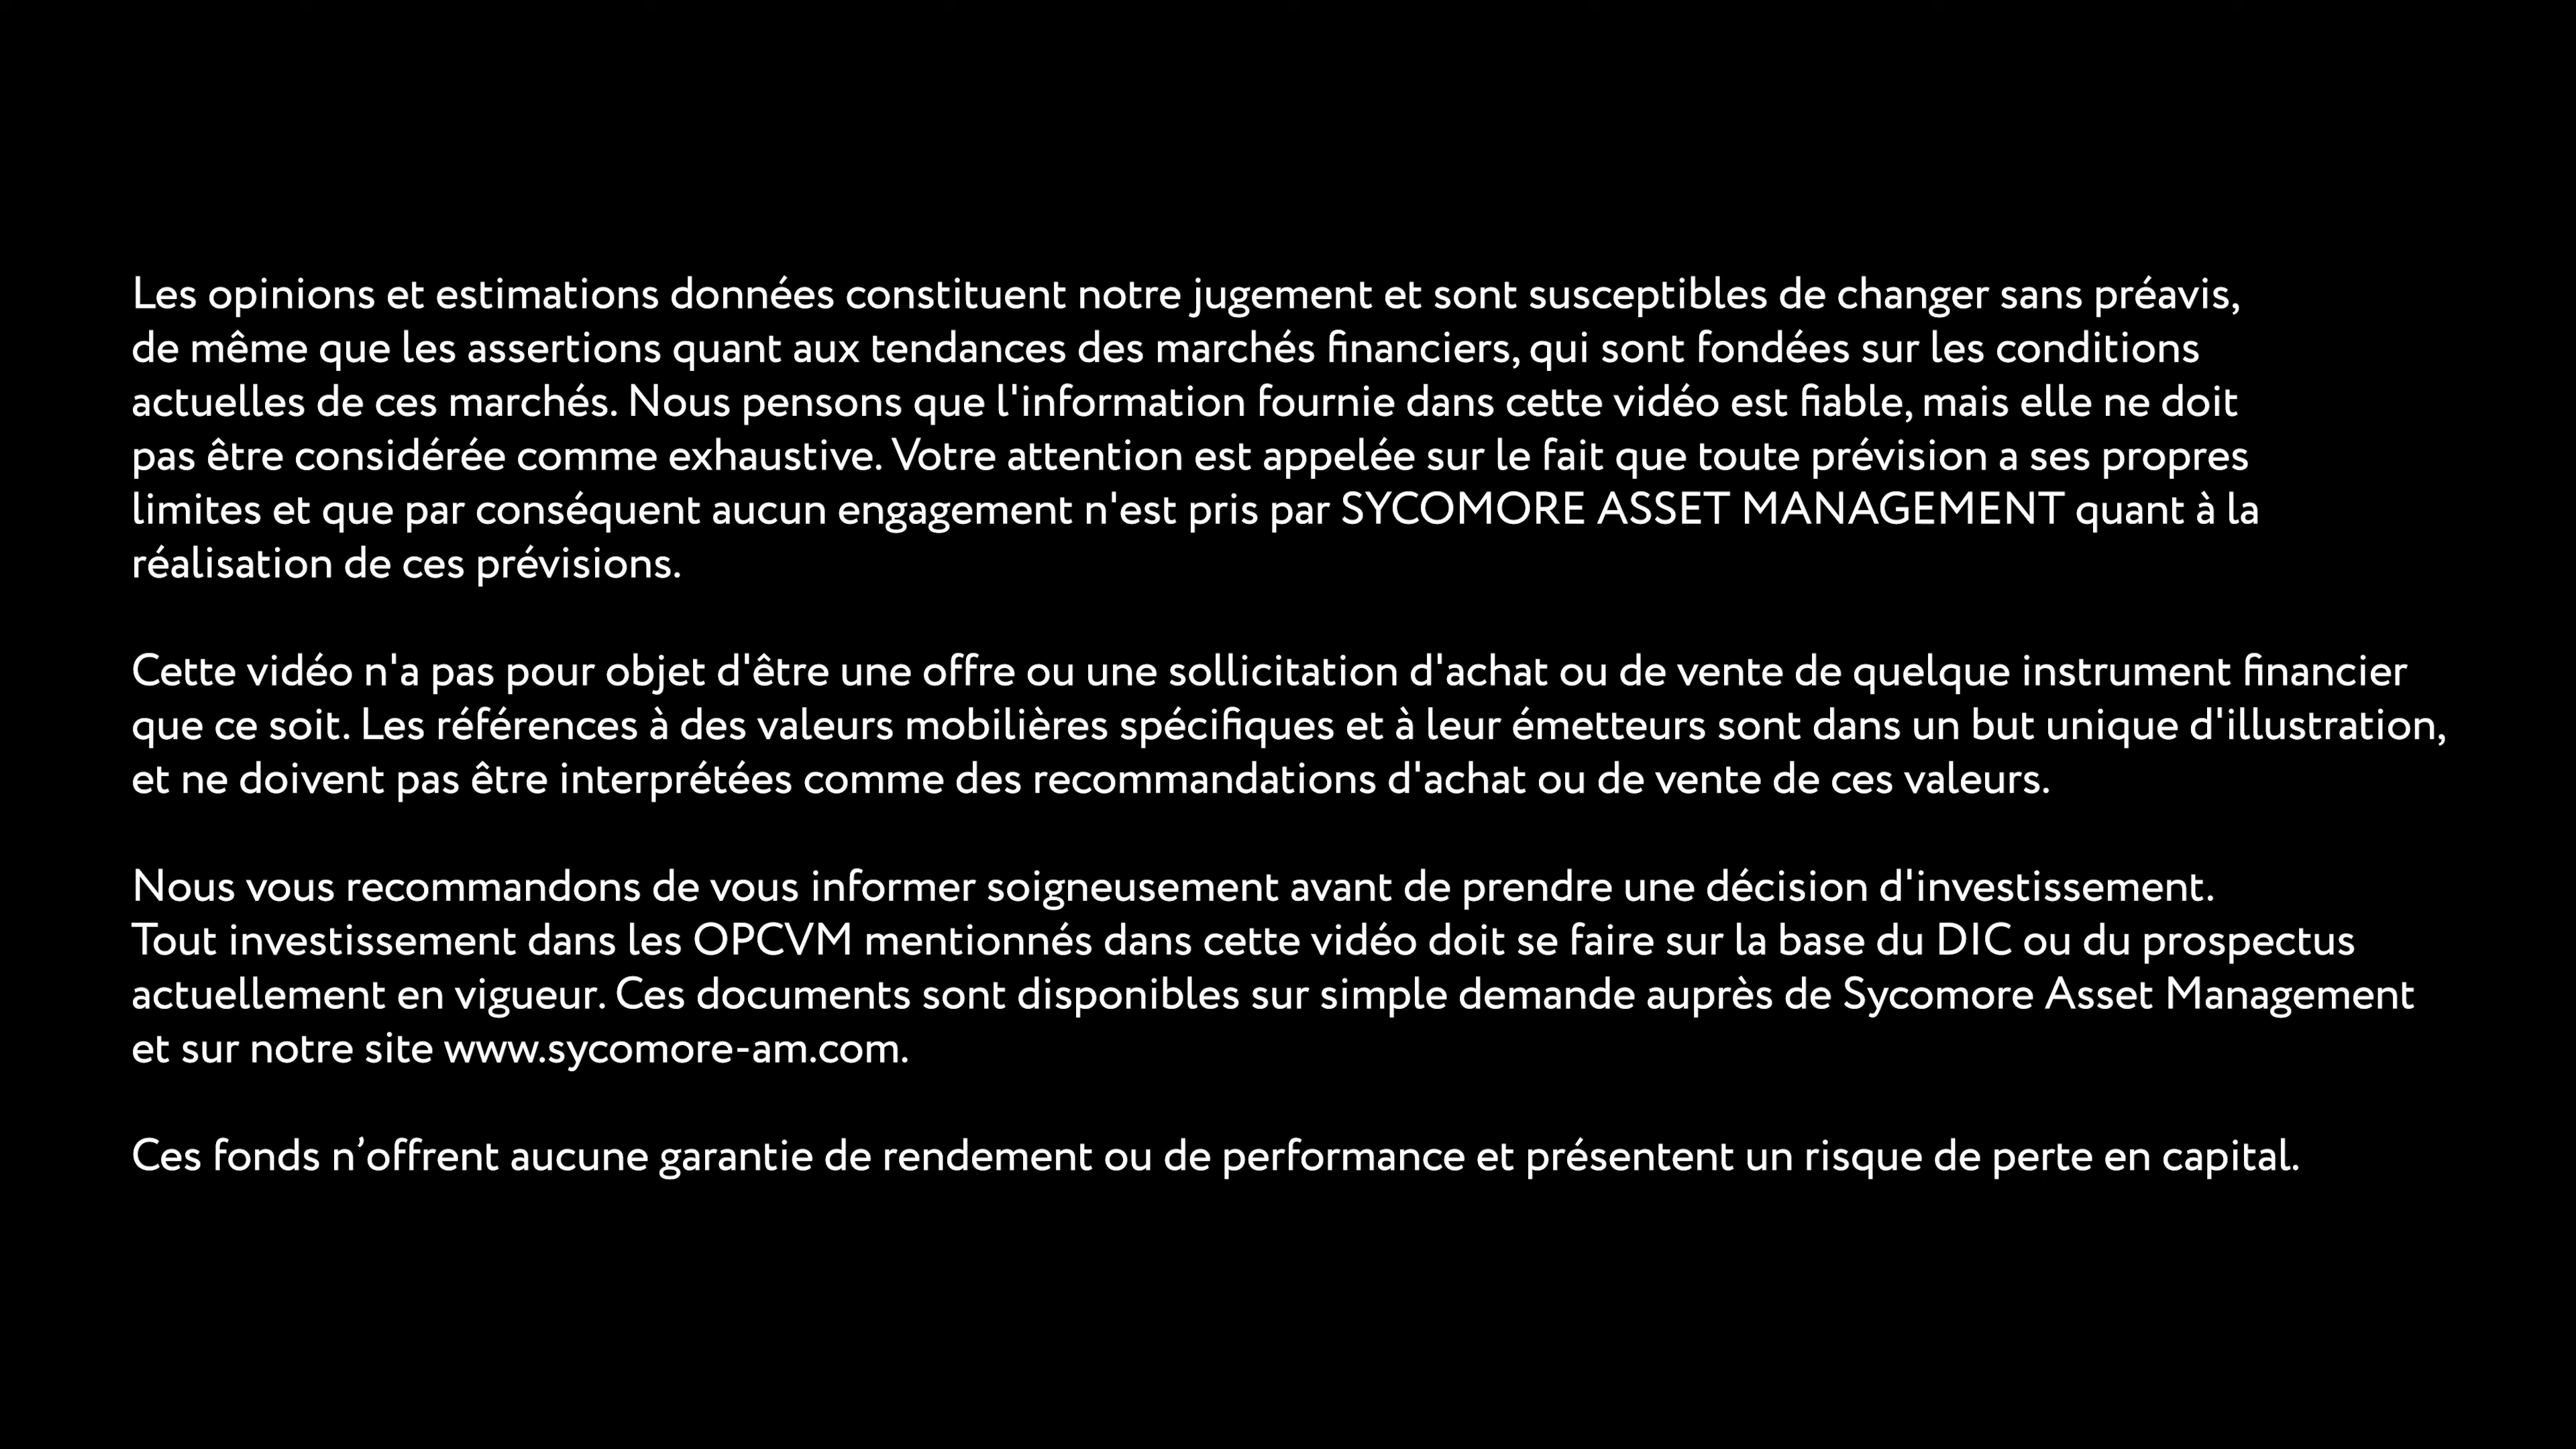 Les opinions et estimations données constituent notre jugement et sont susceptibles de changer sans préavis,
de même que les assertions quant aux tendances des marchés financiers, qui sont fondées sur les conditions
actuelles de ces marchés. Nous pensons que l'information fournie dans cette vidéo est fiable, mais elle ne doit
pas être considérée comme exhaustive. Votre attention est appelée sur le fait que toute prévision a ses propres
limites et que par conséquent aucun engagement n'est pris par SYCOMORE ASSET MANAGEMENT quant à la
réalisation de ces prévisions.
Cette vidéo n'a pas pour objet d'être une offre ou une sollicitation d'achat ou de vente de quelque instrument financier
que ce soit. Les références à des valeurs mobilières spécifiques et à leur émetteurs sont dans un but unique d'illustration,
et ne doivent pas être interprétées comme des recommandations d'achat ou de vente de ces valeurs.
Nous vous recommandons de vous informer soigneusement avant de prendre une décision d'investissement.
Tout investissement dans les OPCVM mentionnés dans cette vidéo doit se faire sur la base du DIC ou du prospectus
actuellement en vigueur. Ces documents sont disponibles sur simple demande auprès de Sycomore Asset Management
et sur notre site www.sycomore-am.com.
Ces fonds n’offrent aucune garantie de rendement ou de performance et présentent un risque de perte en capital.